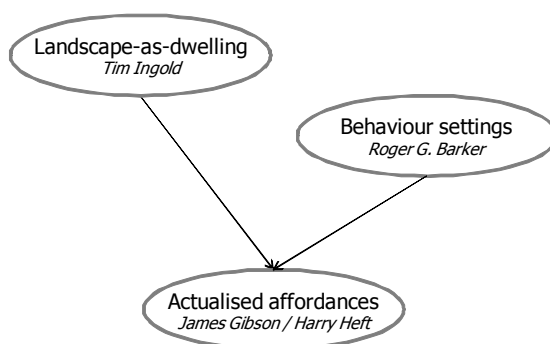 Landscape-as-dwelling
Tim Ingold
Behaviour settings
Roger G. Barker
Actualised affordances
James Gibson / Harry Heft